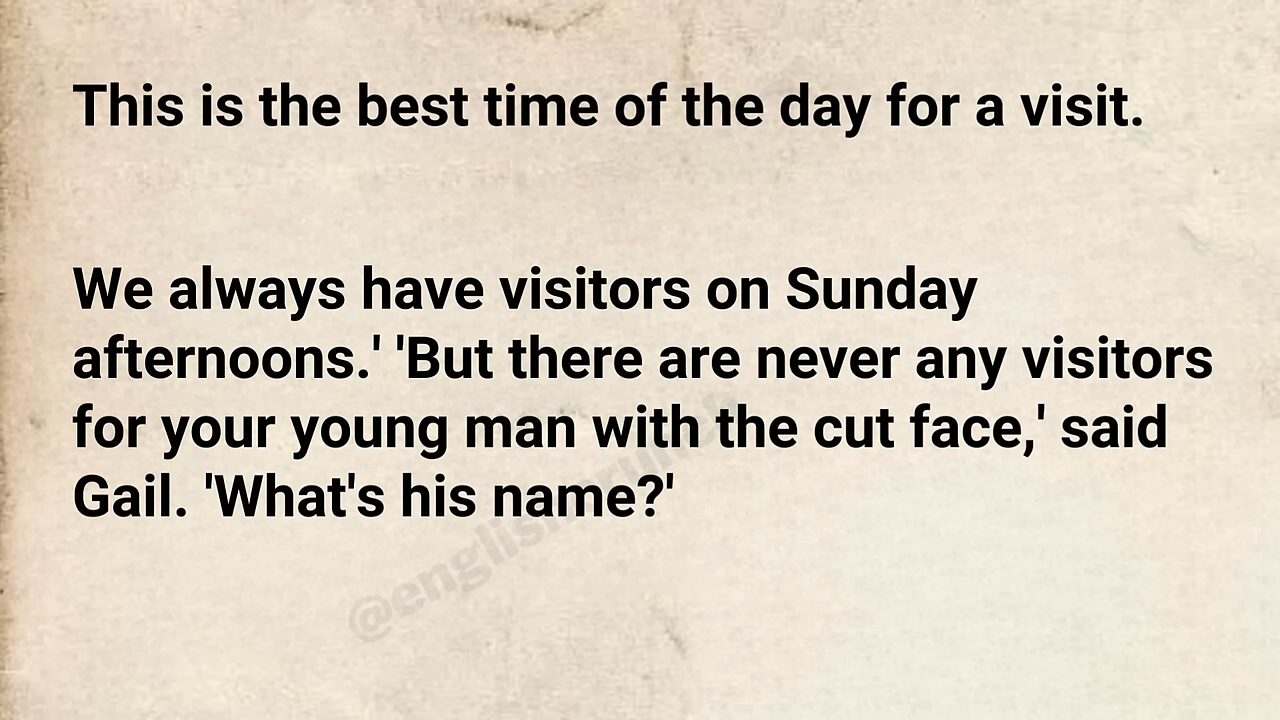 This is the best time of the day for a visit.
We always have visitors on Sunday
afternoons.' 'But there are never any visitors
for your young man with the cut face,' said
Gail. 'What's his name?'